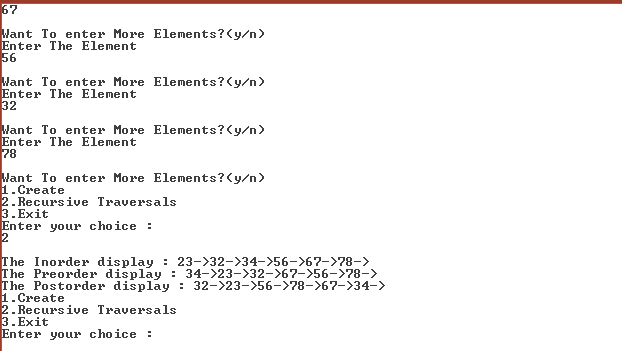 67
Want To enter More Elements?(y/n)
Enter The Element
56
Want To enter More Elements?(y/n)
Enter The Element
32
Want To enter More Elements?(y/n)
Enter The Element
78
Want To enter More Elements?(y/n)
1.Create
2.Recursive Traversals
3.Exit
Enter your choice :
2
The Inorder display : 23->32->34->56->67->78->
The Preorder display : 34->23->32->67->56->78->
The Postorder display : 32->23->56->78->67->34->
1.Create
2.Recursive Traversals
3.Exit
Enter your choice :